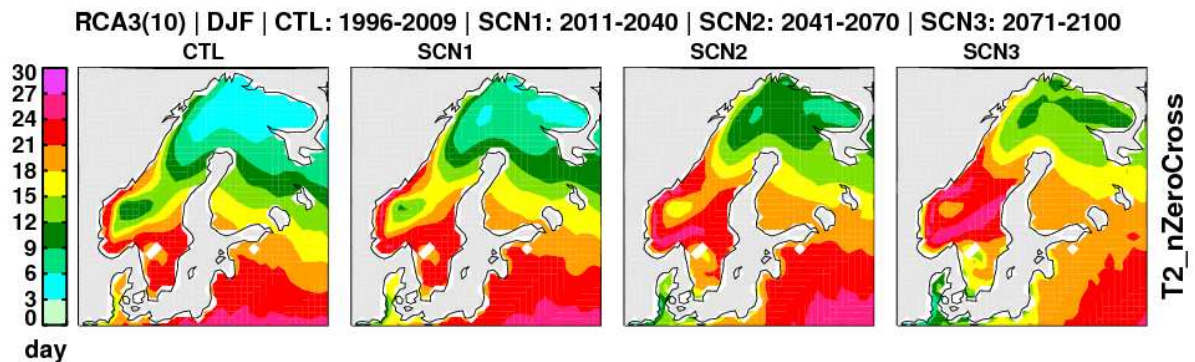 RCA3(10) | DJF | CTL: 1996-2009 | SCN1: 2011-2040 | SCN2: 2041-2070 | SCN3: 2071-2100
CTL
SCN1
SCN2
SCN3
30
27
24
21
18
15
12
9
6
3
0
day
T2_nZeroCross